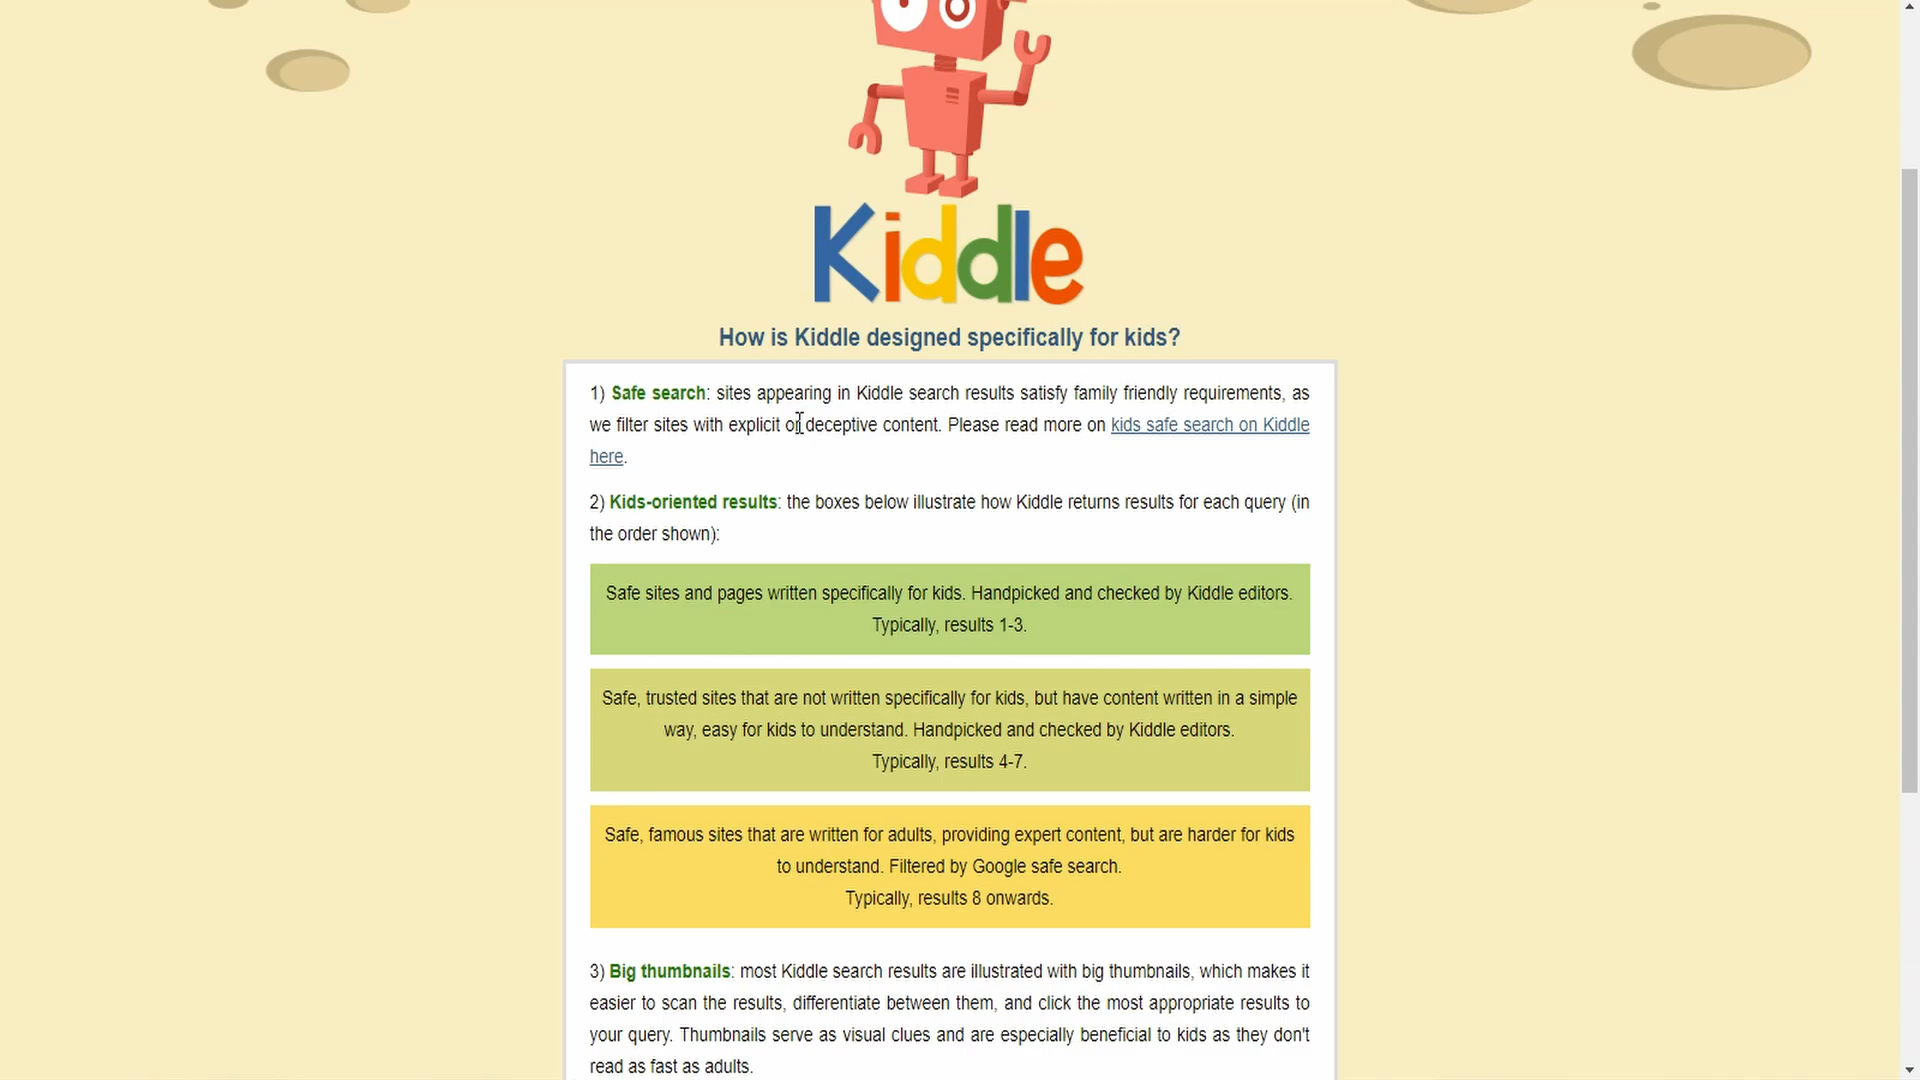 Kiddle
How is Kiddle designed specifically for kids?
1) Safe search: sites appearing in Kiddle search results satisfy family friendly requirements, as
we filter sites with explicit or deceptive content. Please read more on kids safe search on Kiddle
here.
2) Kids-oriented results: the boxes below illustrate how Kiddle returns results for each query (in
the order shown):
Safe sites and pages written specifically for kids. Handpicked and checked by Kiddle editors.
Typically, results 1-3.
Safe, trusted sites that are not written specifically for kids, but have content written in a simple
way, easy for kids to understand. Handpicked and checked by Kiddle editors.
Typically, results 4-7.
Safe, famous sites that are written for adults, providing expert content, but are harder for kids
to understand. Filtered by Google safe search.
Typically, results 8 onwards.
3) Big thumbnails: most Kiddle search results are illustrated with big thumbnails, which makes it
easier to scan the results, differentiate between them, and click the most appropriate results to
your query. Thumbnails serve as visual clues and are especially beneficial to kids as they don't
read as fast as adults.